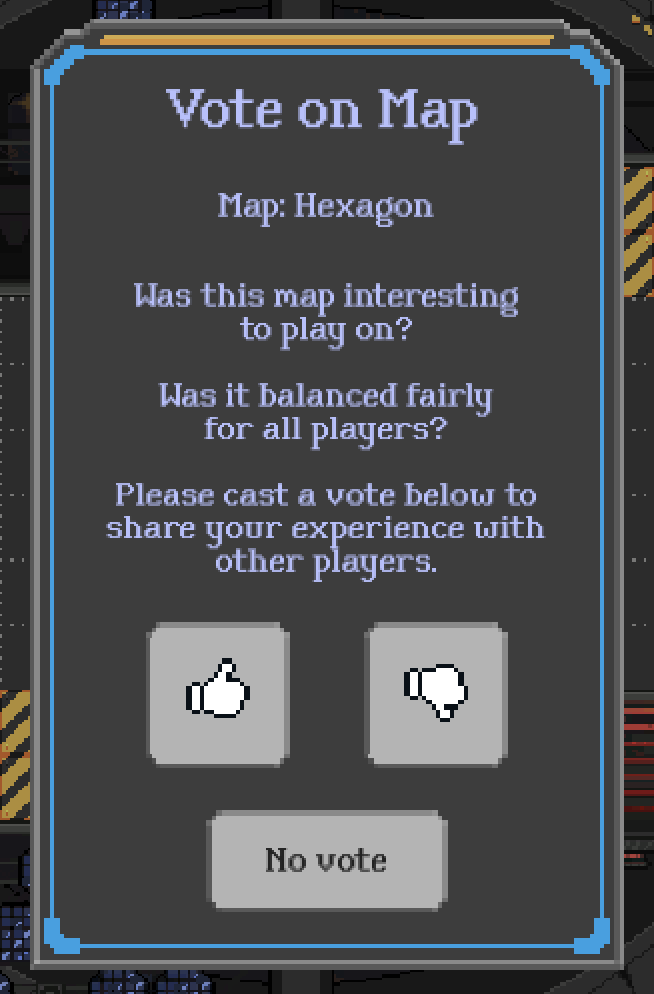 Vote on Map
Map: Hexagon
Was this map interesting
to play on?
Was it balanced fairly
for all players?
Please cast a vote below to
share your experience with
other players.
No vote